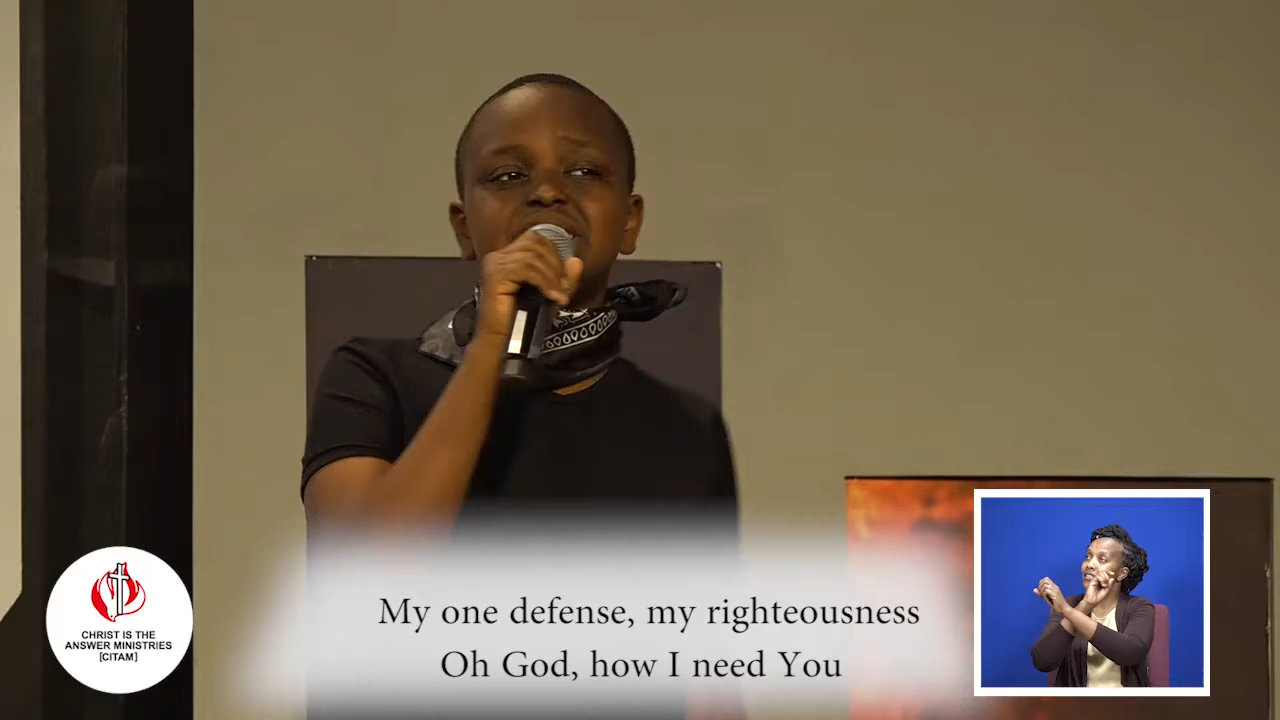 CHRIST IS THE
ANSWER MINISTRIES
[CITAM]
My one defense, my righteousness
Oh God, how I need You